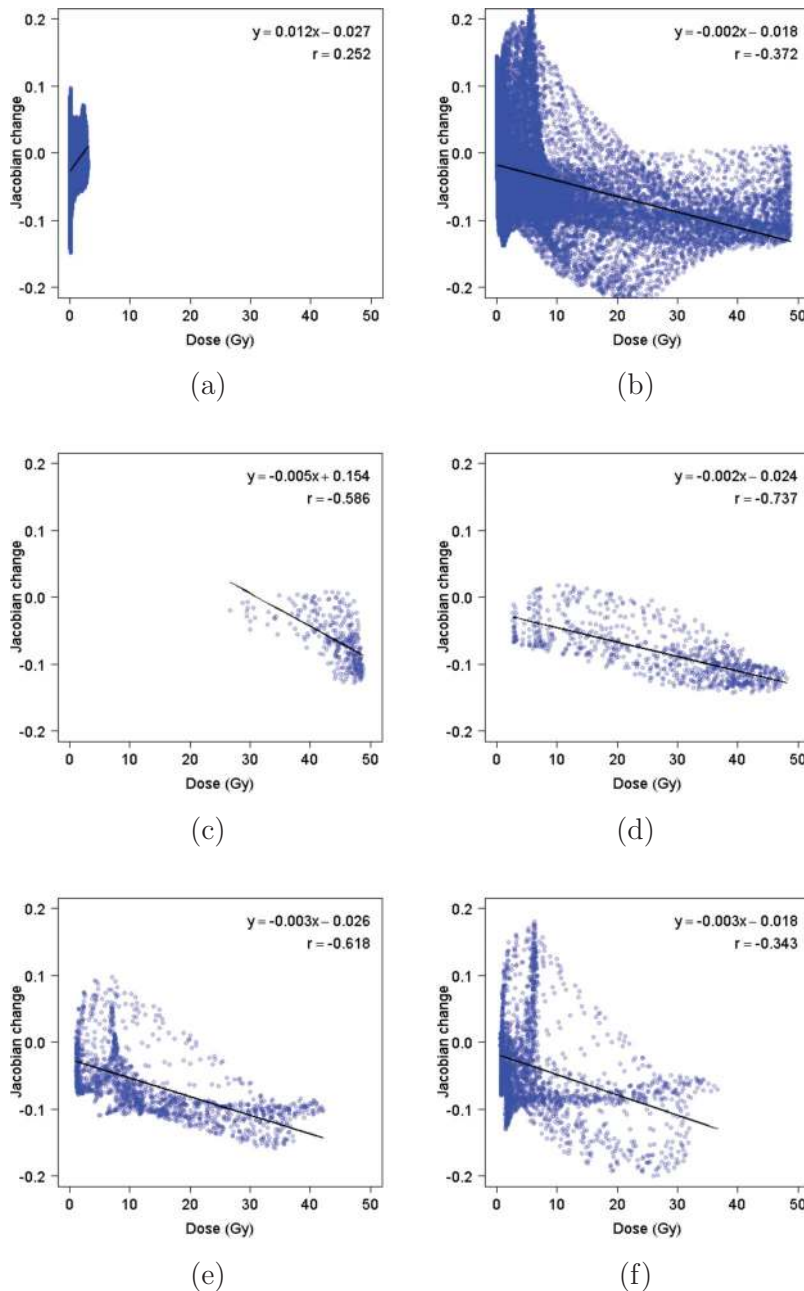 y = 0.012x − 0.027
r = 0.252
Jacobian change
0.2
0.1
0.0
-0.1
-0.2
0 10 20 30 40 50
Dose (Gy)
(a)
y = -0.002x − 0.018
r = -0.372
Jacobian change
0.2
0.1
0.0
-0.1
-0.2
0 10 20 30 40 50
Dose (Gy)
(b)
y = -0.005x + 0.154
r = -0.586
Jacobian change
0.2
0.1
0.0
-0.1
-0.2
0 10 20 30 40 50
Dose (Gy)
(c)
y = -0.002x − 0.024
r = -0.737
Jacobian change
0.2
0.1
0.0
-0.1
-0.2
0 10 20 30 40 50
Dose (Gy)
(d)
y = -0.003x − 0.026
r = -0.618
Jacobian change
0.2
0.1
0.0
-0.1
-0.2
0 10 20 30 40 50
Dose (Gy)
(e)
y = -0.003x − 0.018
r = -0.343
Jacobian change
0.2
0.1
0.0
-0.1
-0.2
0 10 20 30 40 50
Dose (Gy)
(f)